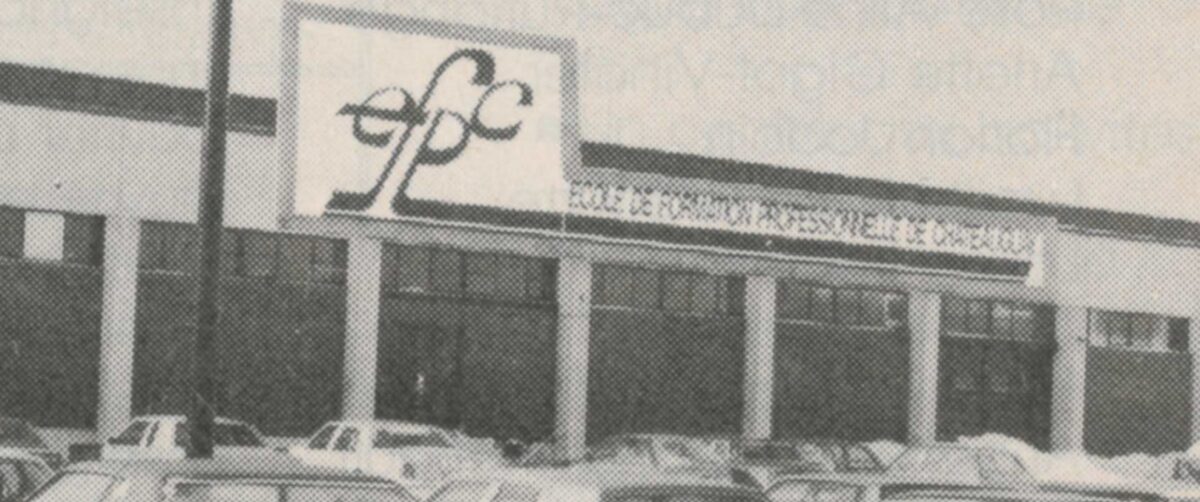 efpc
ECOLE DE FORMATION PROFESSIONNELLE DE CHATEAUGUAY